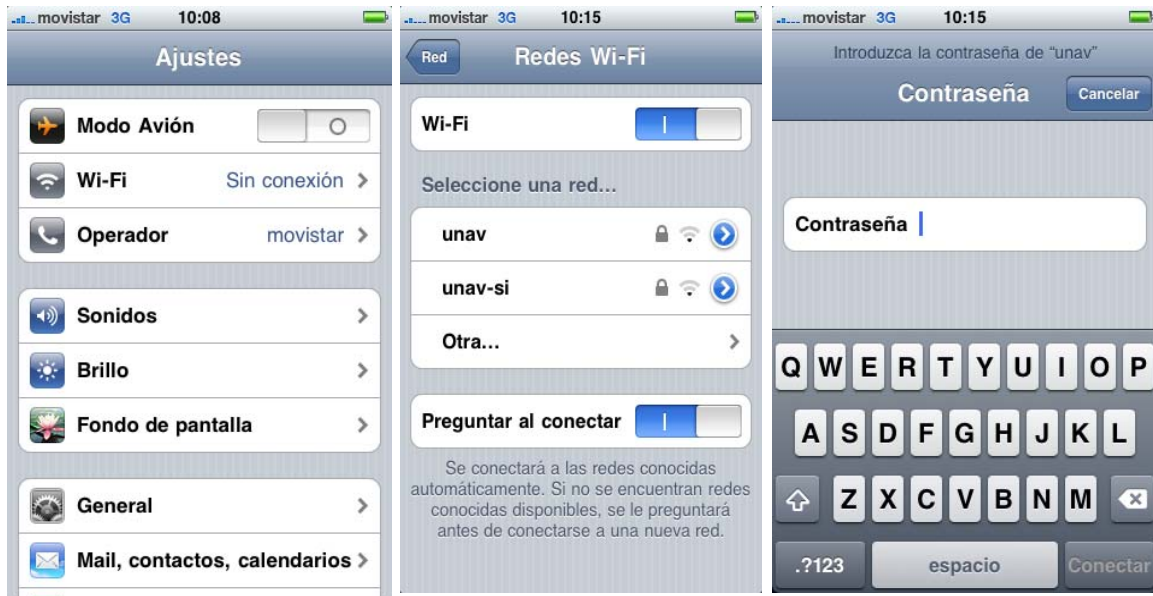 movistar 3G 10:08
Ajustes
Modo Avión
Wi-Fi Sin conexión
Operador movistar
Sonidos
Brillo
Fondo de pantalla
General
Mail, contactos, calendarios
movistar 3G 10:15
Red Redes Wi-Fi
Wi-Fi
Seleccione una red...
unav
unav-si
Otra...
Preguntar al conectar
Se conectará a las redes conocidas
automáticamente. Si no se encuentran redes
conocidas disponibles, se le preguntará
antes de conectarse a una nueva red.
movistar 3G 10:15
Introduzca la contraseña de “unav”
Contraseña Cancelar
Contraseña
Q W E R T Y U I O P
A S D F G H J K L
Z X C V B N M
.?123 espacio Conectar